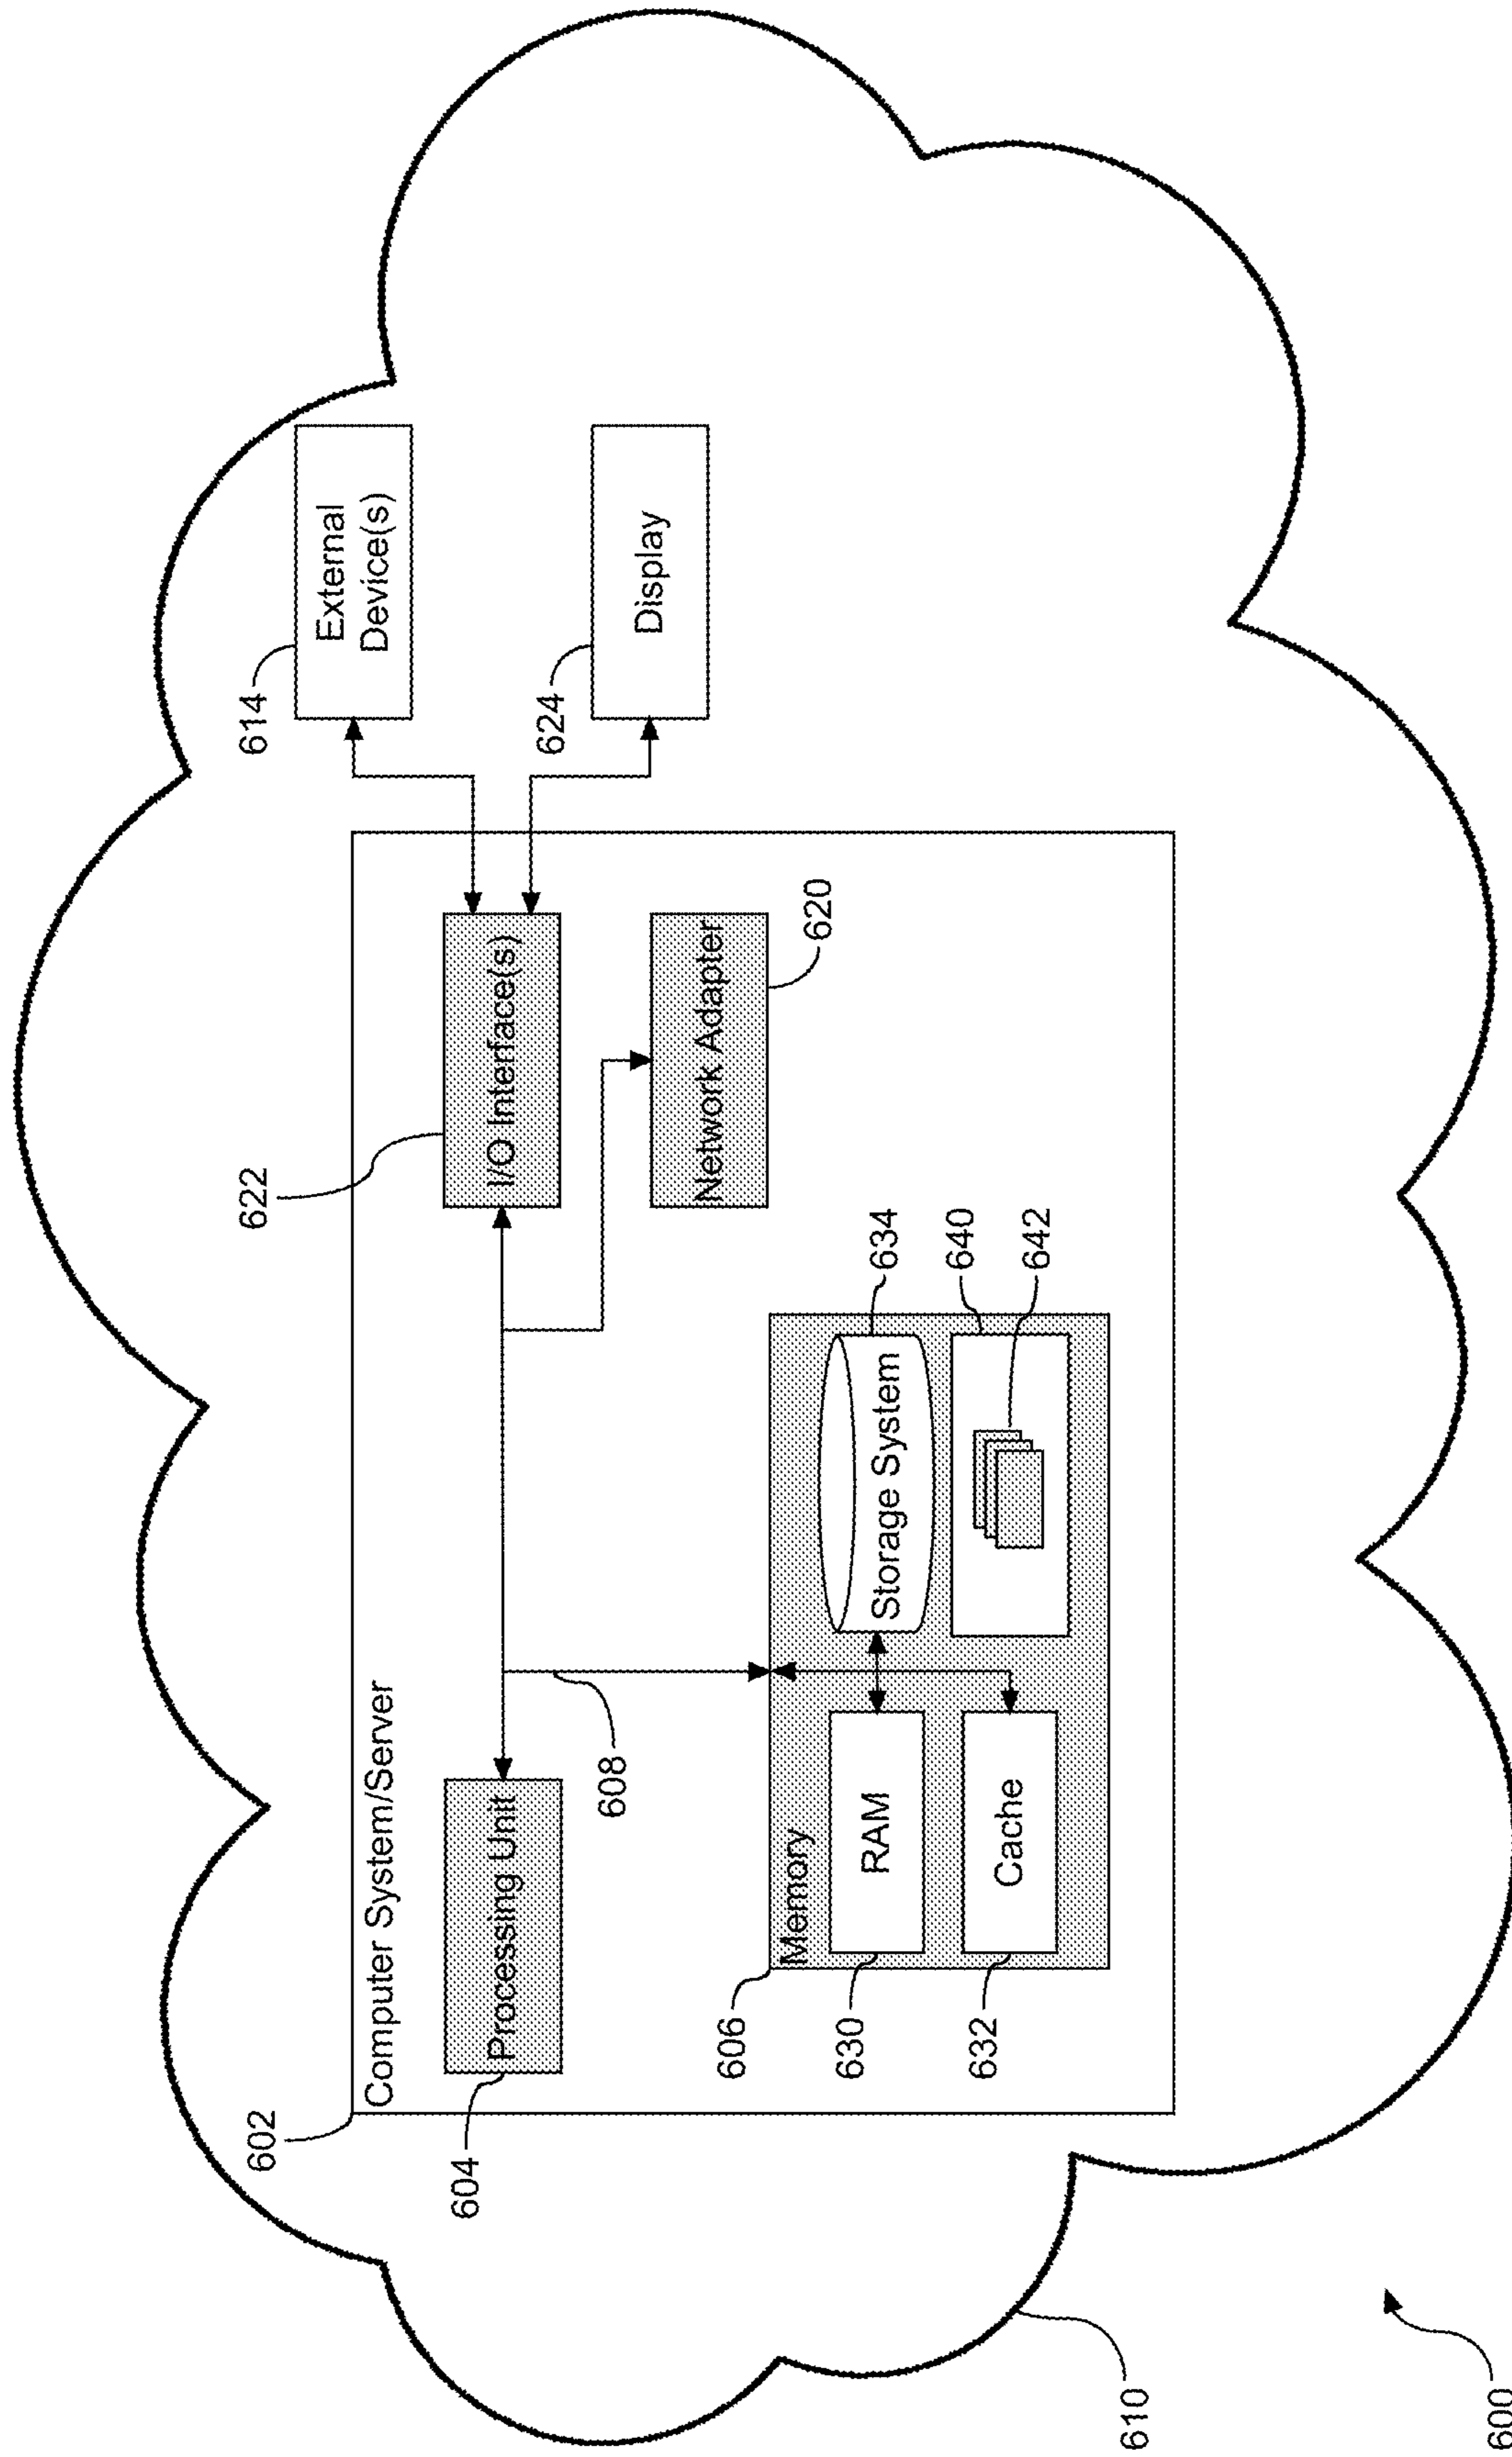 602
Computer System/Server
604
Processing Unit
608
622
I/O Interface(s)
614
External
Device(s)
624
Display
Network Adapter
620
606
Memory
630
RAM
632
Cache
Storage System
634
640
642
610
600